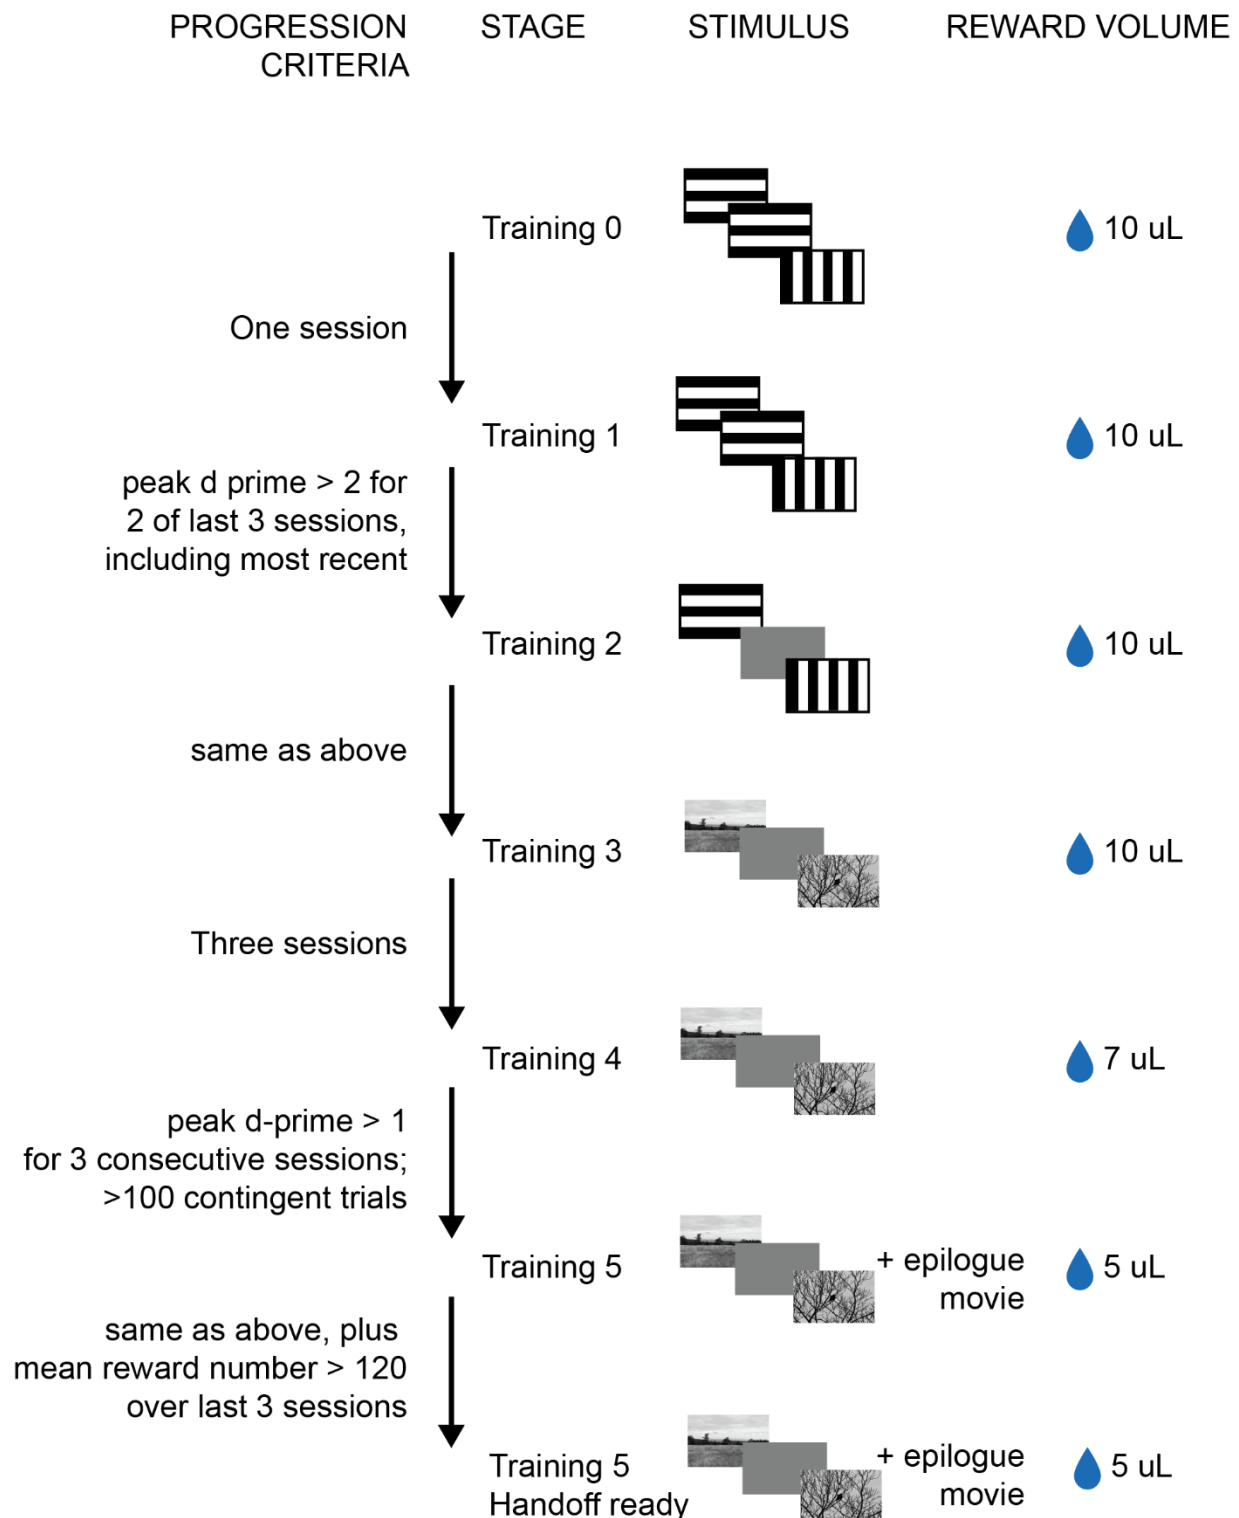 PROGRESSION
CRITERIA
STAGE
STIMULUS
REWARD VOLUME
Training 0
10 uL
One session
Training 1
10 uL
peak d prime > 2 for
2 of last 3 sessions,
including most recent
Training 2
10 uL
same as above
Training 3
10 uL
Three sessions
Training 4
7 uL
peak d-prime > 1
for 3 consecutive sessions;
>100 contingent trials
Training 5
+ epilogue
movie
5 uL
same as above, plus
mean reward number > 120
over last 3 sessions
Training 5
Handoff ready
+ epilogue
movie
5 uL